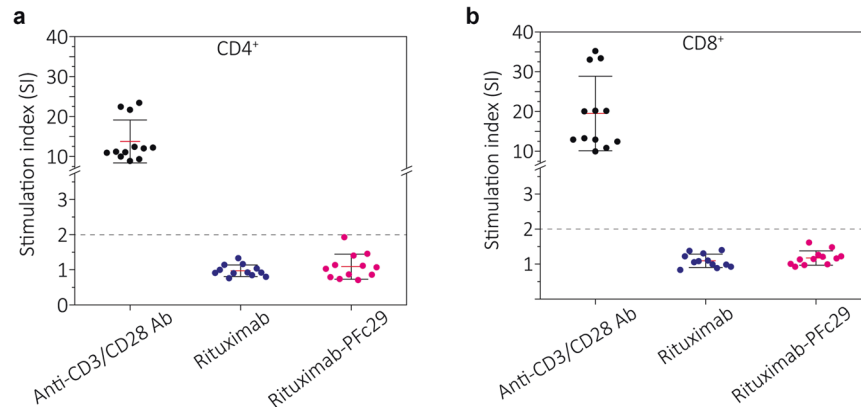 a
CD4⁺
Stimulation index (SI)
40
30
20
10
3
2
1
0
Anti-CD3/CD28 Ab
Rituximab
Rituximab-PFc29
b
CD8⁺
Stimulation index (SI)
40
30
20
10
3
2
1
0
Anti-CD3/CD28 Ab
Rituximab
Rituximab-PFc29